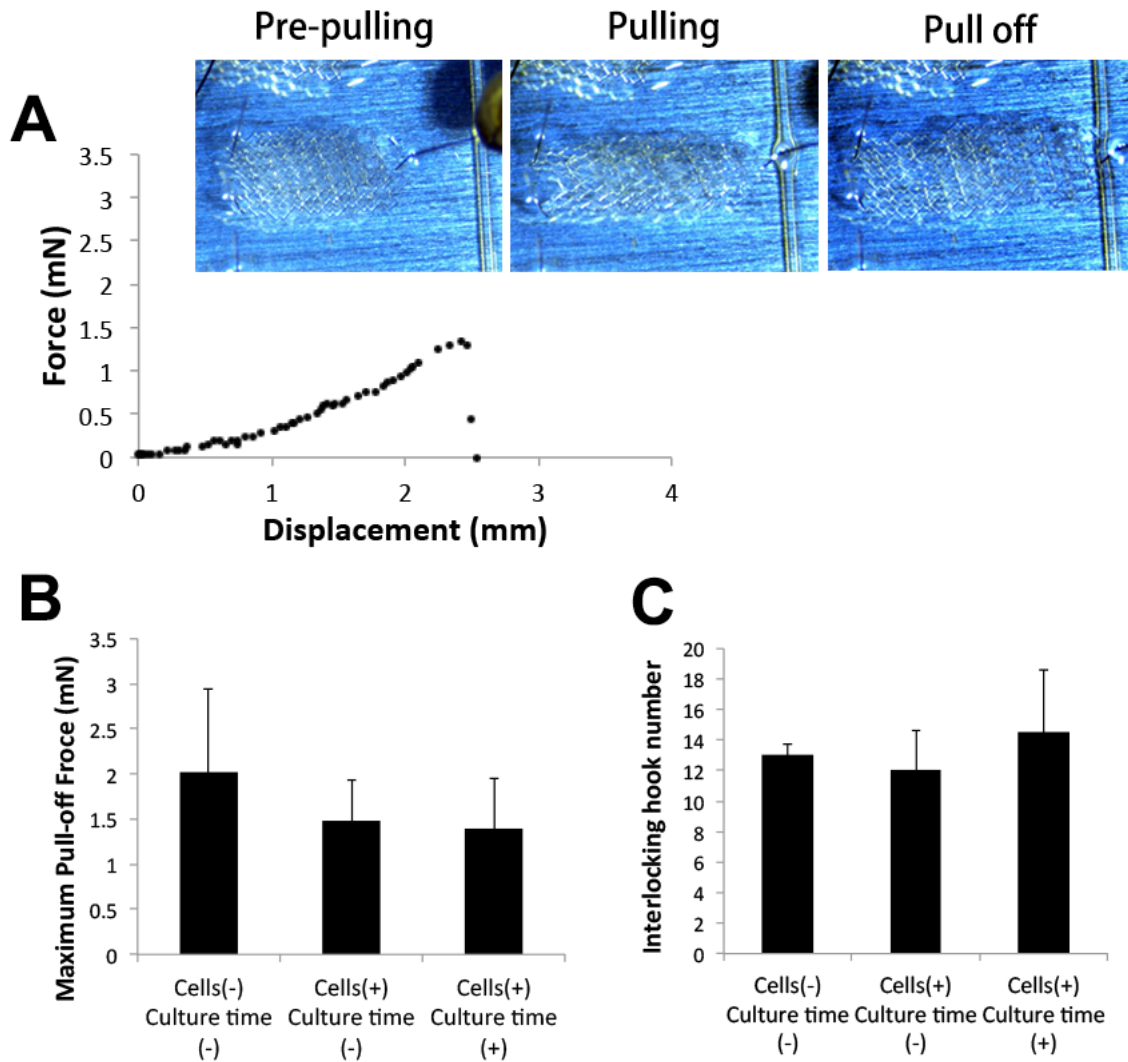 Pre-pulling Pulling Pull off
A
3.5
3
2.5
2
1.5
1
0.5
0
Force (mN)
0 1 2 3 4
Displacement (mm)
B
3.5
3
2.5
2
1.5
1
0.5
0
Maximum Pull-off Froce (mN)
Cells(-) Cells(+) Cells(+)
Culture time Culture time Culture time
(-) (-) (+)
C
20
18
16
14
12
10
8
6
4
2
0
Interlocking hook number
Cells(-) Cells(+) Cells(+)
Culture time Culture time Culture time
(-) (-) (+)